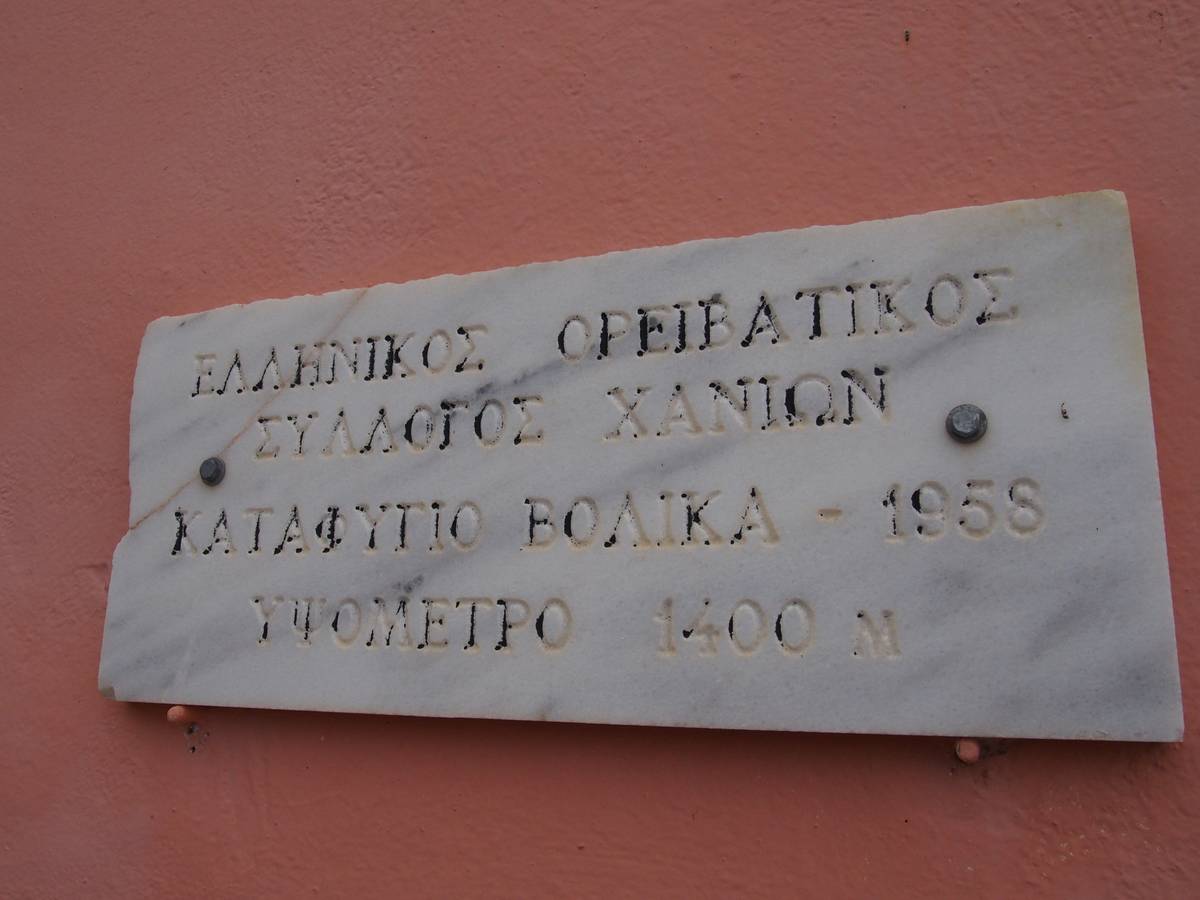 ΕΛΛΗΝΙΚΟΣ ΟΡΕΙΒΑΤΙΚΟΣ
ΣΥΛΛΟΓΟΣ ΧΑΝΙΩΝ
ΚΑΤΑΦΥΓΙΟ ΒΟΛΙΚΑ - 1958
ΥΨΟΜΕΤΡΟ 1400 Μ